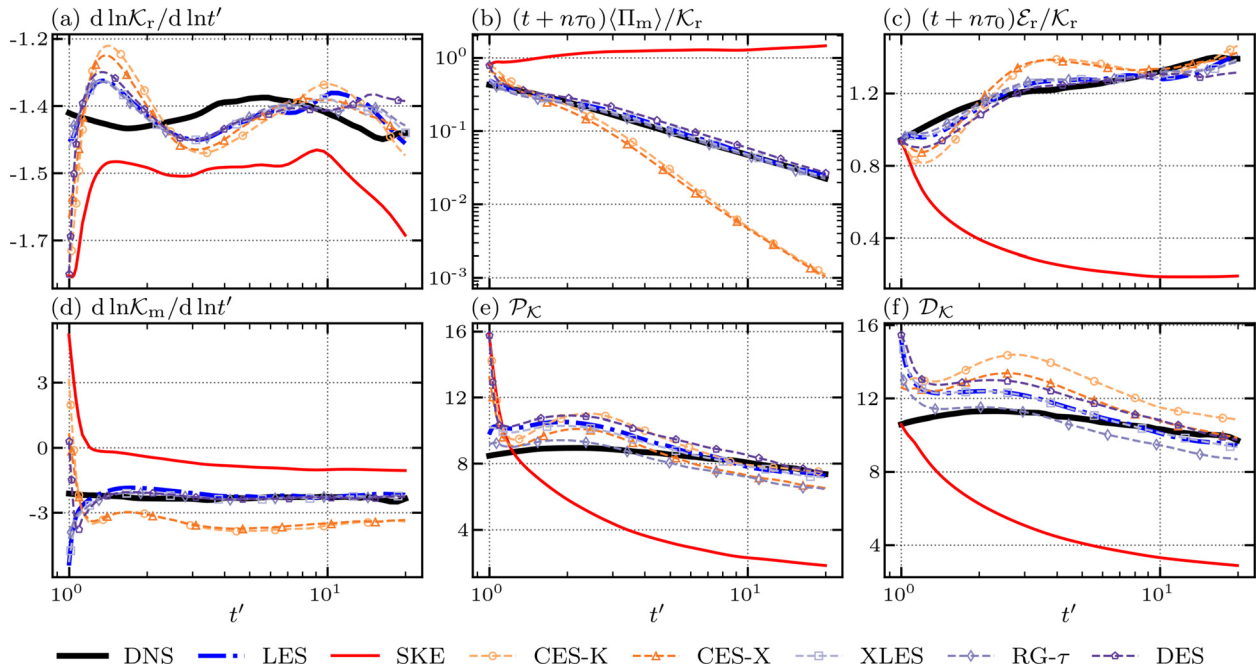 (a) d ln𝒦r/d lnt′
(b) (t + nτ0)⟨Πm⟩/𝒦r
(c) (t + nτ0)ℰr/𝒦r
-1.2
-1.4
-1.5
-1.7
10^0
10^-1
10^-2
10^-3
1.2
0.8
0.4
(d) d ln𝒦m/d lnt′
(e) 𝒫𝒦
(f) 𝒟𝒦
3
0
-3
16
12
8
4
16
12
8
4
10^0 10^1
10^0 10^1
10^0 10^1
t′
t′
t′
DNS LES SKE CES-K CES-X XLES RG-τ DES